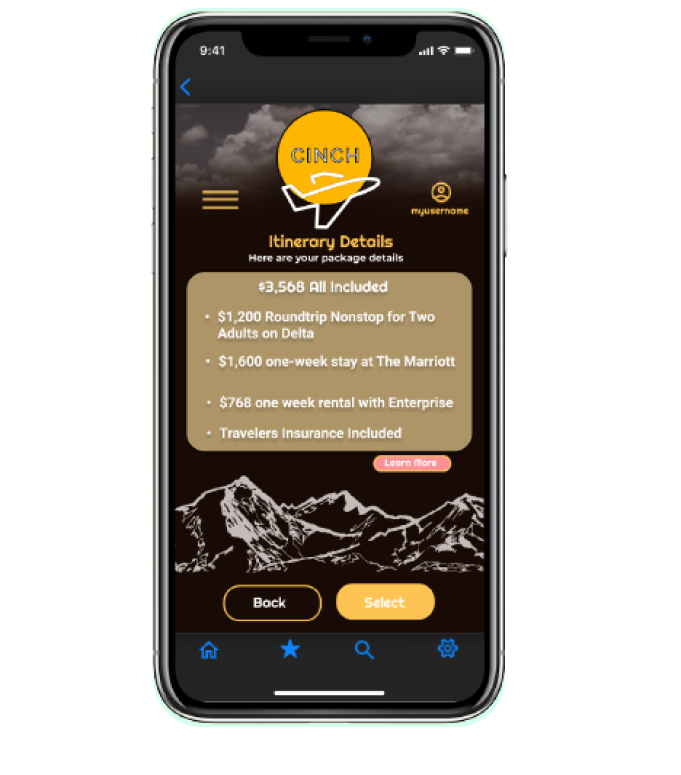 9:41
CINCH
myusername
Itinerary Details
Here are your package details
$3,568 All Included
• $1,200 Roundtrip Nonstop for Two
Adults on Delta
• $1,600 one-week stay at The Marriott
• $768 one week rental with Enterprise
• Travelers Insurance Included
Learn More
Back
Select